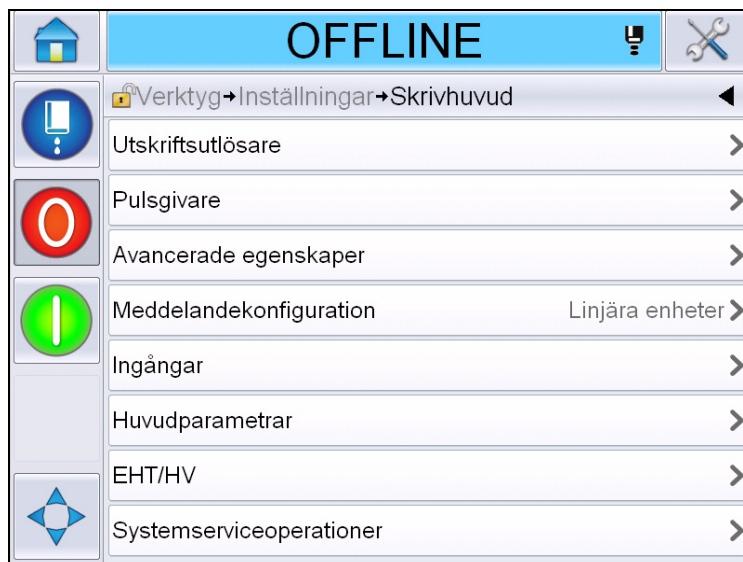 OFFLINE
Verktyg→Inställningar→Skrivhuvud
Utskriftsutlösare
Pulsgivare
Avancerade egenskaper
Meddelandekonfiguration Linjära enheter
Ingångar
Huvudparametrar
EHT/HV
Systemserviceoperationer